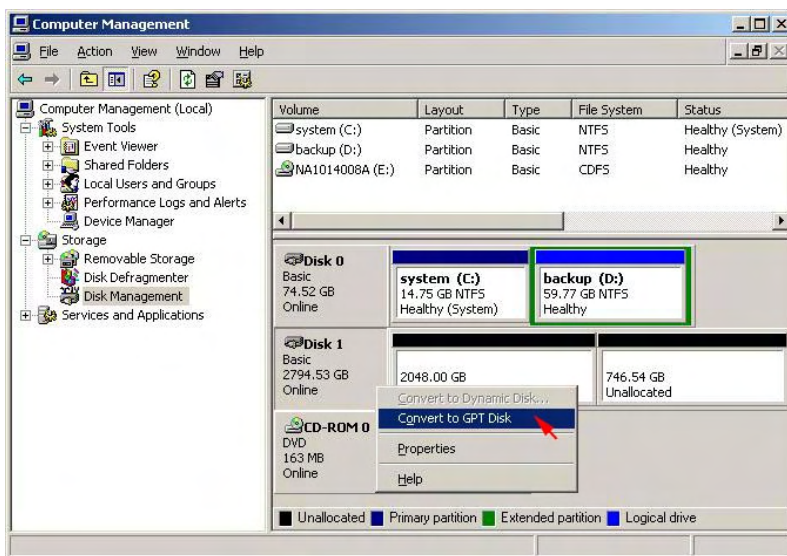 Computer Management
File Action View Window Help
Computer Management (Local)
System Tools
Event Viewer
Shared Folders
Local Users and Groups
Performance Logs and Alerts
Device Manager
Storage
Removable Storage
Disk Defragmenter
Disk Management
Services and Applications
Volume Layout Type File System Status
system (C:) Partition Basic NTFS Healthy (System)
backup (D:) Partition Basic NTFS Healthy
NA1014008A (E:) Partition Basic CDFS Healthy
Disk 0
Basic
74.52 GB
Online
system (C:)
14.75 GB NTFS
Healthy (System)
backup (D:)
59.77 GB NTFS
Healthy
Disk 1
Basic
2794.53 GB
Online
2048.00 GB
746.54 GB
Unallocated
Convert to Dynamic Disk...
Convert to GPT Disk
Properties
Help
CD-ROM 0
DVD
163 MB
Online
Unallocated Primary partition Extended partition Logical drive